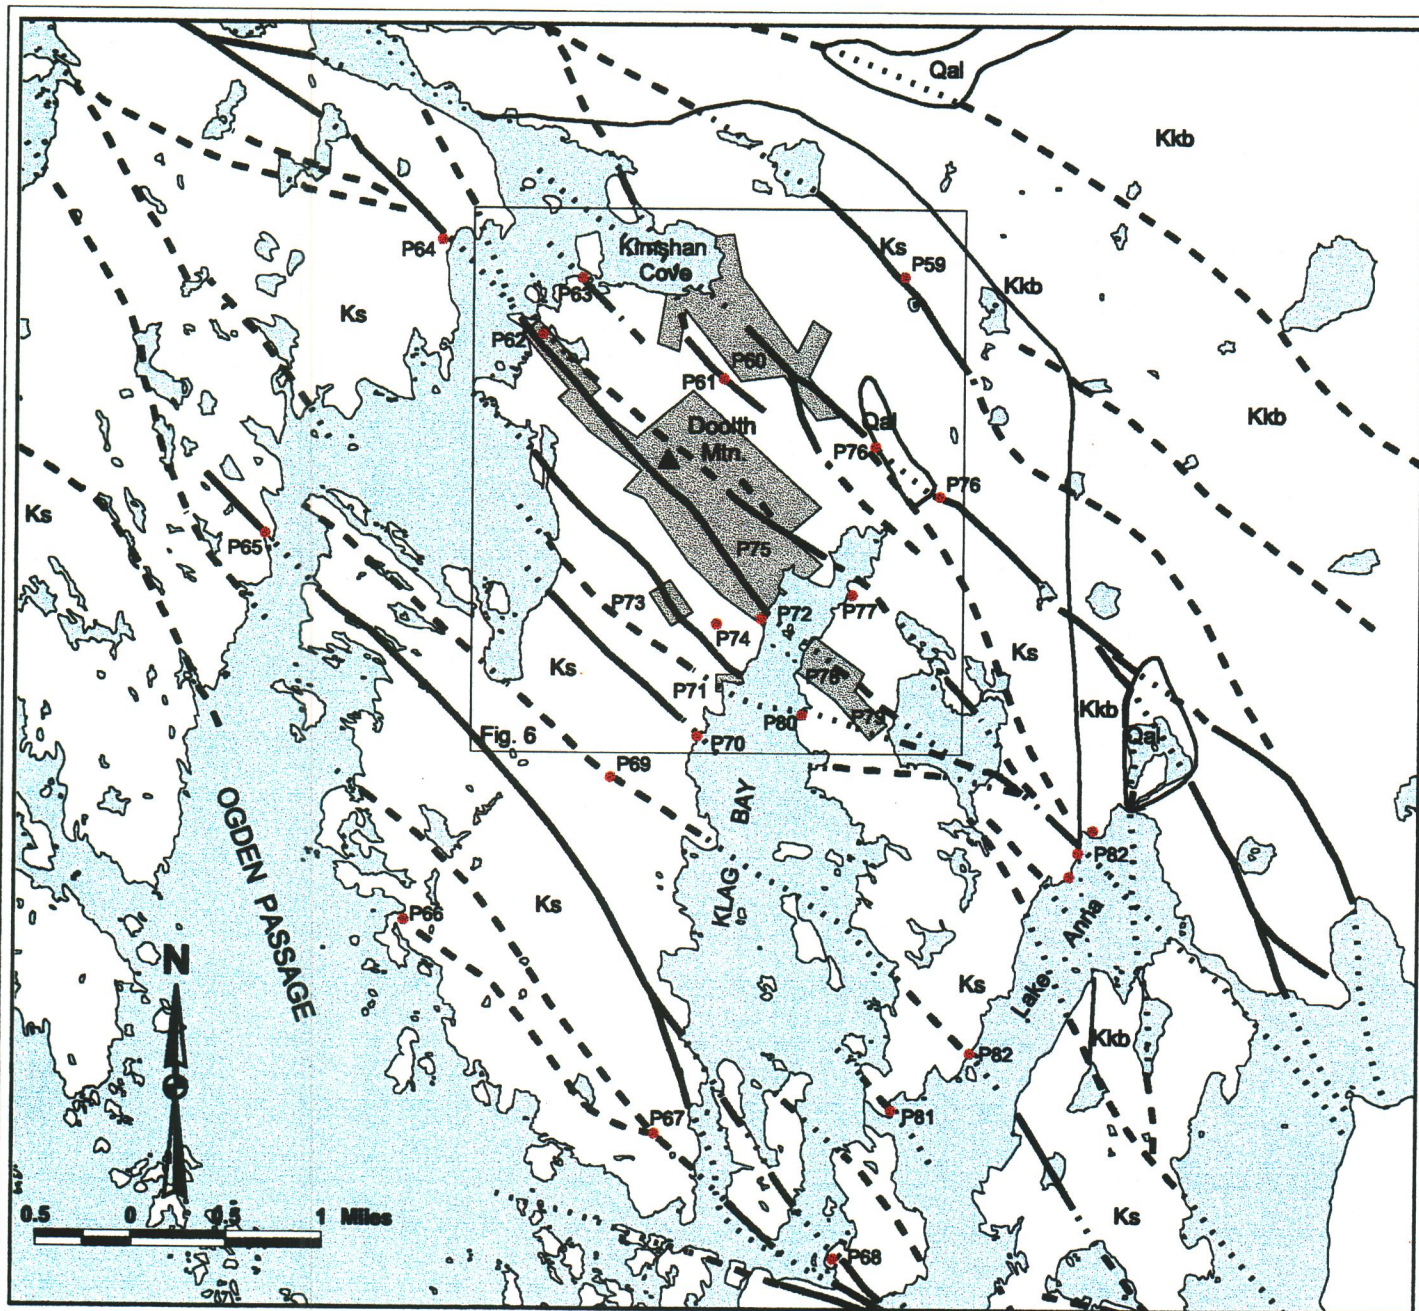 Qal
Kkb
P64
Kimshan
Cove
Ks
P59
P63
Kkb
Ks
P62
P60
P61
Kkb
Doolth
Mtn.
Qal
P76
P76
Ks
P65
P75
P73
P72
P77
P74
Ks
Ks
P71
P78
P79
P80
Kkb
Qal
Fig. 6
P70
P69
BAY
OGDEN PASSAGE
P82
KLAG
Ks
P66
Anna
N
Ks
Lake
Kkb
P82
P81
P67
Ks
0.5 0 0.5 1 Miles
P68